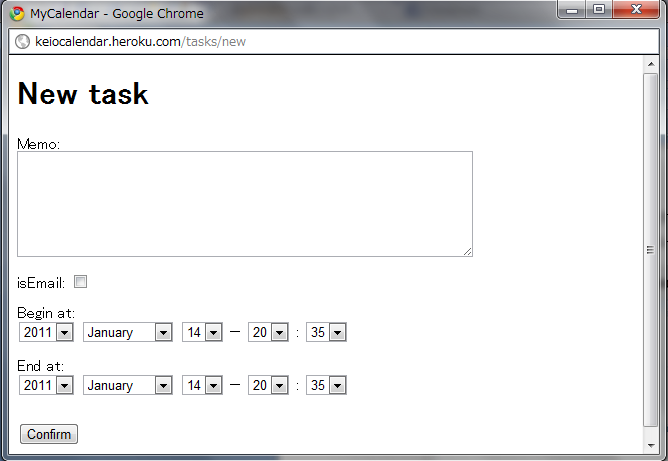 MyCalendar - Google Chrome
keiocalendar.heroku.com/tasks/new
New task
Memo:
isEmail:
Begin at:
2011 January 14 — 20 : 35
End at:
2011 January 14 — 20 : 35
Confirm